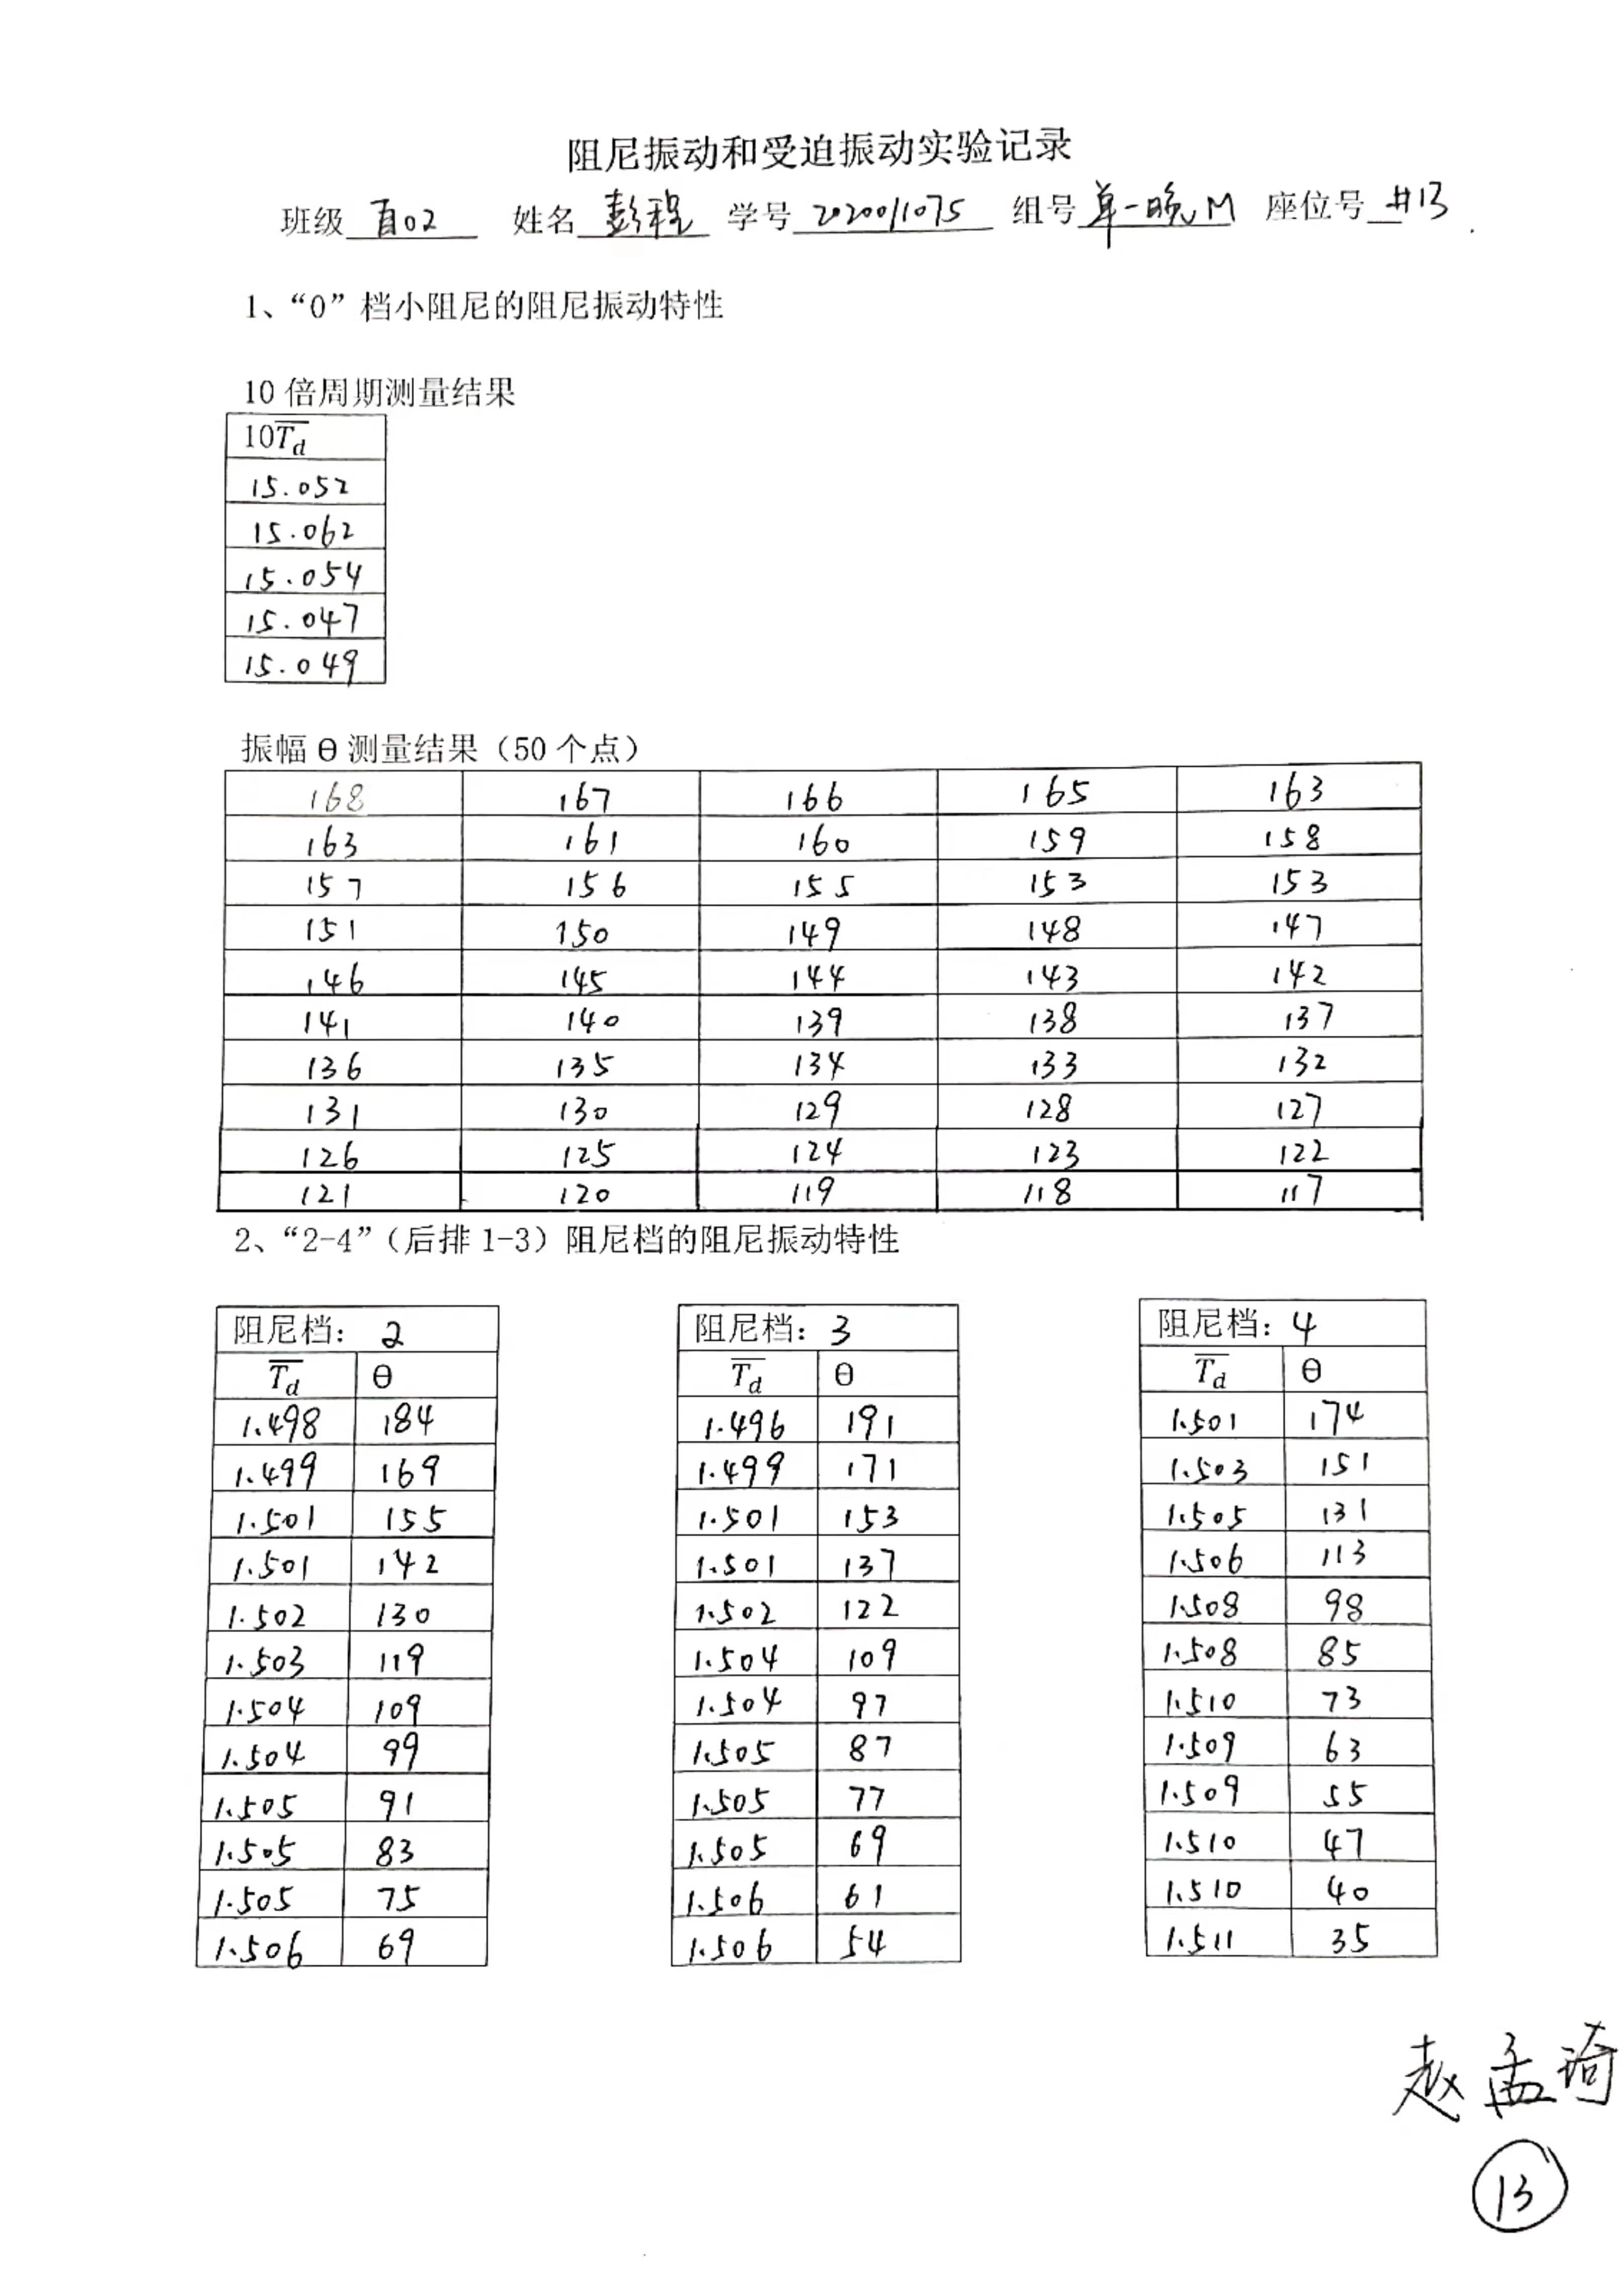 阻尼振动和受迫振动实验记录
班级 自02 姓名 彭程 学号 2020011075 组号 单一晚M 座位号 #13
1、“0”档小阻尼的阻尼振动特性
10倍周期测量结果
10T̅d
15.052
15.062
15.054
15.047
15.049
振幅θ测量结果（50个点）
168 167 166 165 163
163 161 160 159 158
157 156 155 153 153
151 150 149 148 147
146 145 144 143 142
141 140 139 138 137
136 135 134 133 132
131 130 129 128 127
126 125 124 123 122
121 120 119 118 117
2、“2-4”（后排1-3）阻尼档的阻尼振动特性
阻尼档：2
T̅d θ
1.498 184
1.499 169
1.501 155
1.501 142
1.502 130
1.503 119
1.504 109
1.504 99
1.505 91
1.505 83
1.505 75
1.506 69
阻尼档：3
T̅d θ
1.496 191
1.499 171
1.501 153
1.501 137
1.502 122
1.504 109
1.504 97
1.505 87
1.505 77
1.505 69
1.506 61
1.506 54
阻尼档：4
T̅d θ
1.501 174
1.503 151
1.505 131
1.506 113
1.508 98
1.508 85
1.510 73
1.509 63
1.509 55
1.510 47
1.510 40
1.511 35
赵孟琦
13